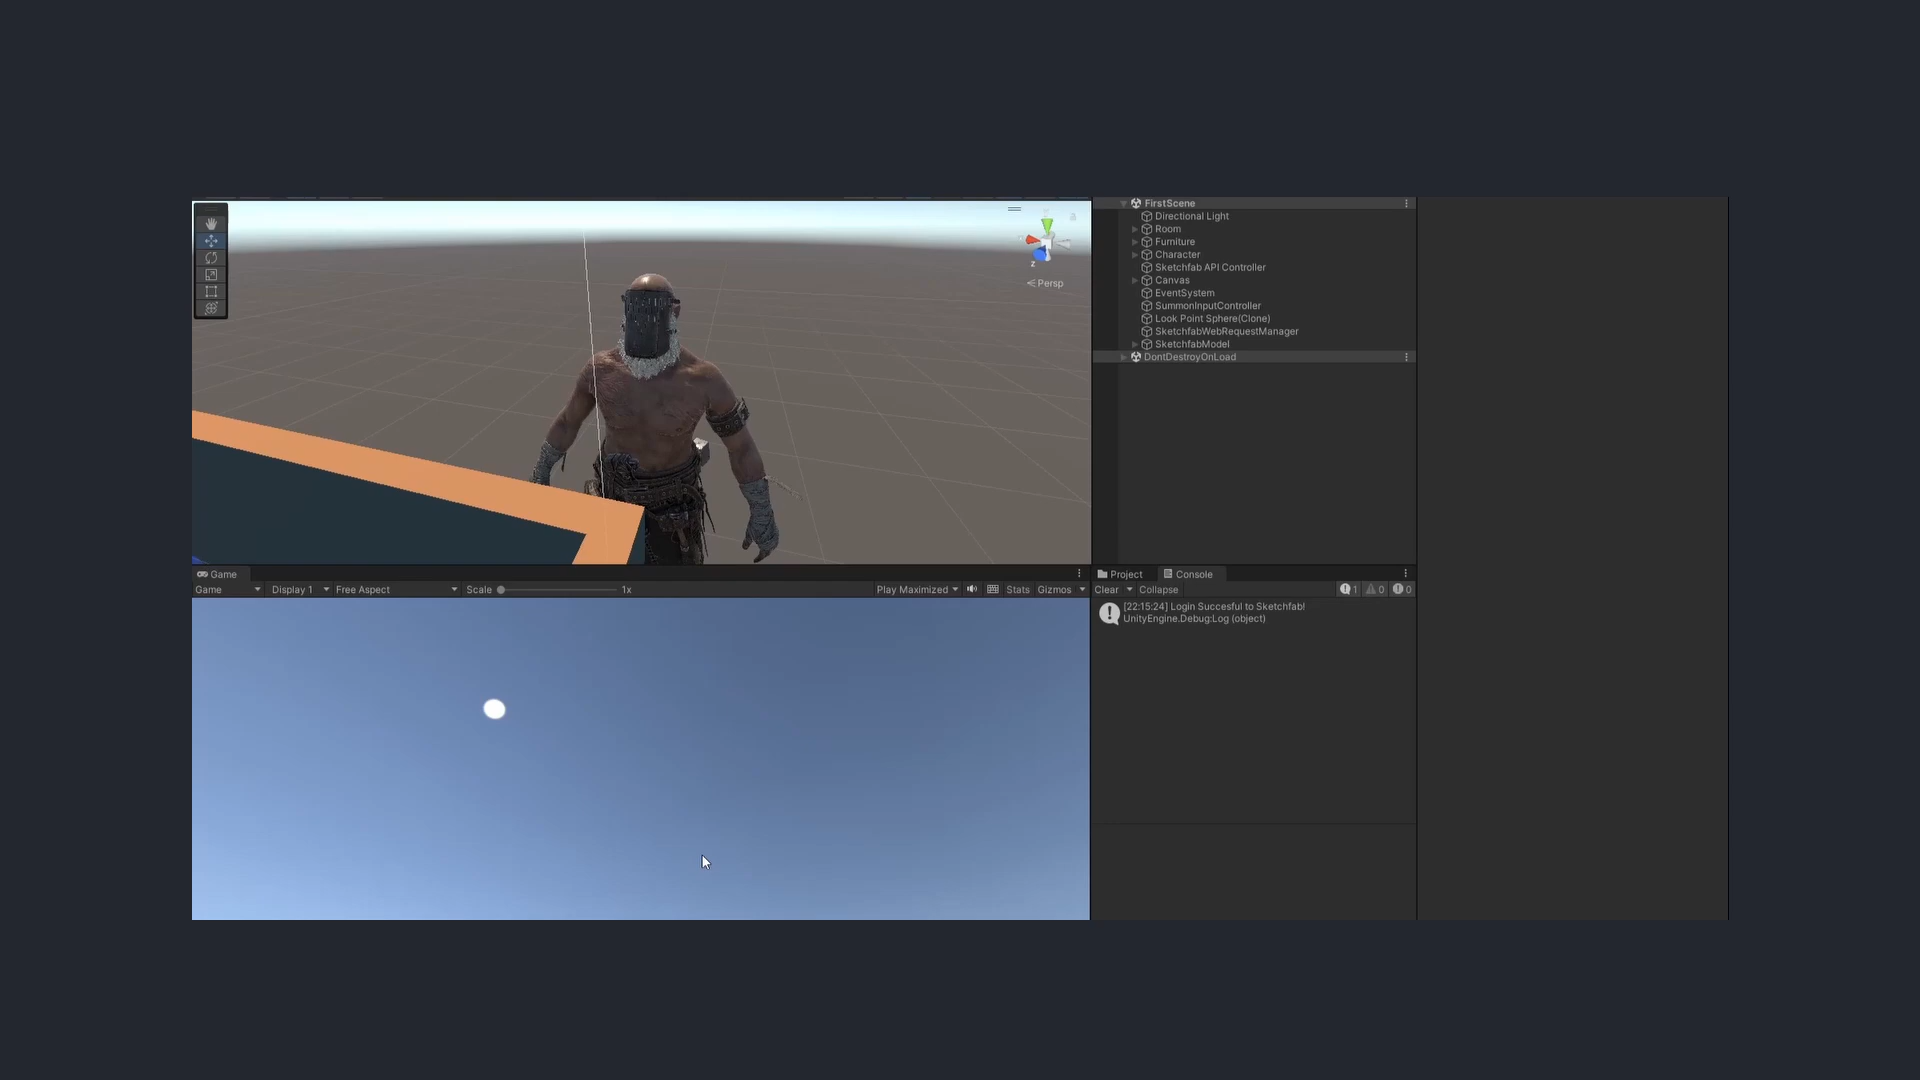 z
Persp
FirstScene
Directional Light
Room
Furniture
Character
Sketchfab API Controller
Canvas
EventSystem
SummonInputController
Look Point Sphere(Clone)
SketchfabWebRequestManager
SketchfabModel
DontDestroyOnLoad
Game
Game Display 1 Free Aspect Scale 1x Play Maximized Stats Gizmos
Project Console
Clear Collapse 1 0 0
[22:15:24] Login Succesful to Sketchfab!
UnityEngine.Debug:Log (object)